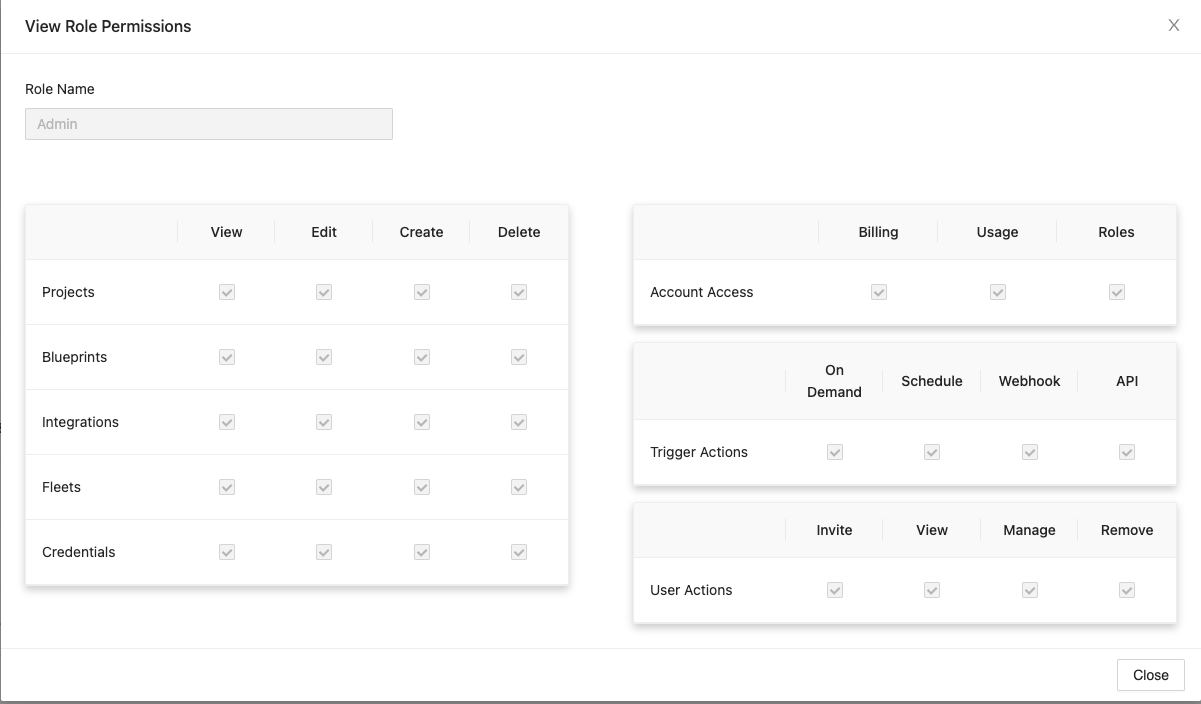 View Role Permissions
Role Name
Admin
View Edit Create Delete
Projects
Blueprints
Integrations
Fleets
Credentials
Billing Usage Roles
Account Access
On Demand Schedule Webhook API
Trigger Actions
Invite View Manage Remove
User Actions
Close